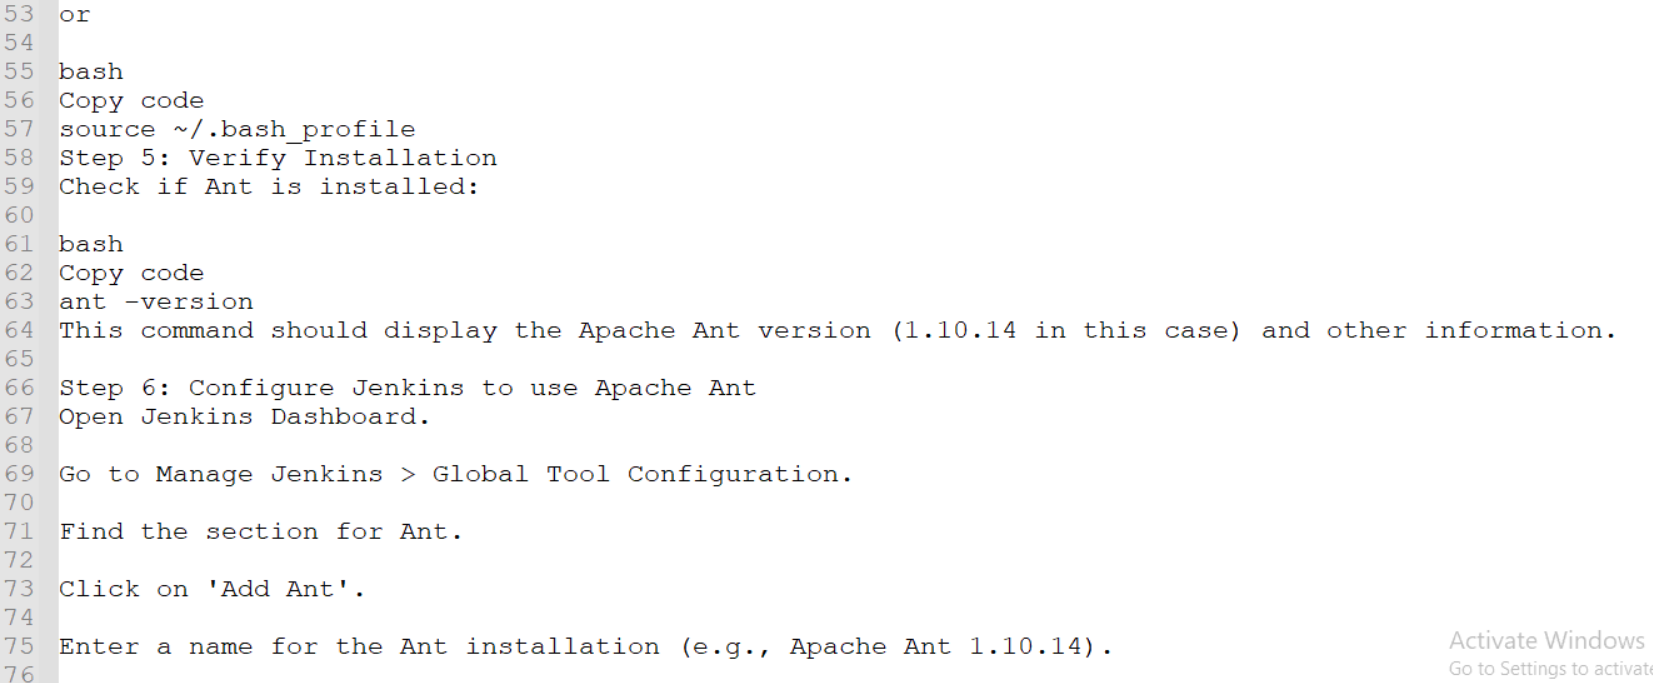 53 or
54
55 bash
56 Copy code
57 source ~/.bash_profile
58 Step 5: Verify Installation
59 Check if Ant is installed:
60
61 bash
62 Copy code
63 ant -version
64 This command should display the Apache Ant version (1.10.14 in this case) and other information.
65
66 Step 6: Configure Jenkins to use Apache Ant
67 Open Jenkins Dashboard.
68
69 Go to Manage Jenkins > Global Tool Configuration.
70
71 Find the section for Ant.
72
73 Click on 'Add Ant'.
74
75 Enter a name for the Ant installation (e.g., Apache Ant 1.10.14).
76
Activate Windows
Go to Settings to activate